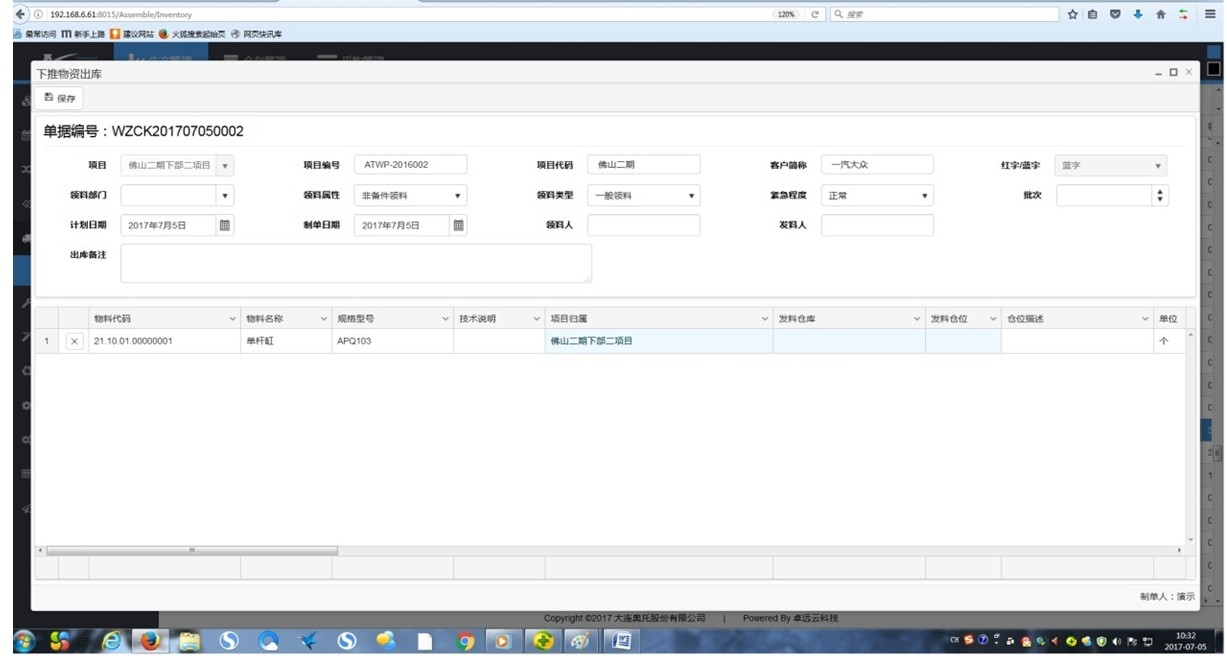 192.168.6.61:8015/Assemble/Inventory 120% 搜索
最常访问 新手上路 建议网站 火狐搜索起始页 网页快讯库
下推物资出库
保存
单据编号：WZCK201707050002
项目 佛山二期下部二项目 项目编号 ATWP-2016002 项目代码 佛山二期 客户简称 一汽大众 红字/蓝字 蓝字
领料部门 领料属性 非备件领料 领料类型 一般领料 紧急程度 正常 批次
计划日期 2017年7月5日 制单日期 2017年7月5日 领料人 发料人
出库备注
物料代码 物料名称 规格型号 技术说明 项目归属 发料仓库 发料仓位 仓位描述 单位
1 21.10.01.00000001 单杆缸 APQ103 佛山二期下部二项目 个
制单人：演示
Copyright ©2017 大连奥托股份有限公司 | Powered By 卓远云科技
CK 10:32
2017-07-05